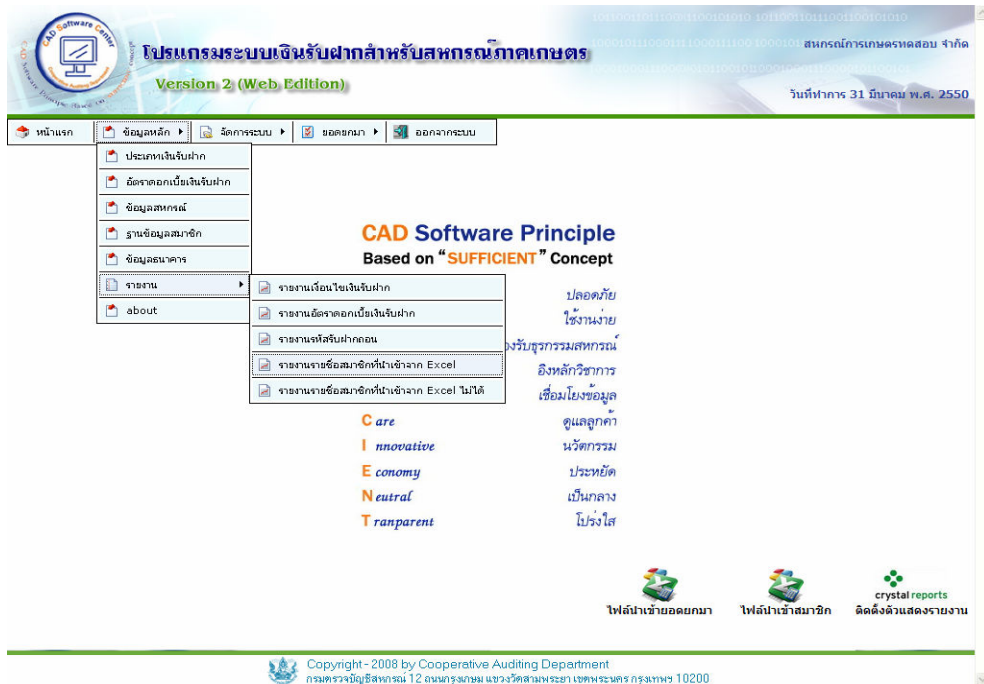 CAD Software Center
โปรแกรมระบบเงินรับฝากสำหรับสหกรณ์ภาคเกษตร
Version 2 (Web Edition)
สหกรณ์การเกษตรทดสอบ จำกัด
วันที่ทำการ 31 มีนาคม พ.ศ. 2550
หน้าแรก ข้อมูลหลัก จัดการระบบ ยอดยกมา ออกจากระบบ
ประเภทเงินรับฝาก
อัตราดอกเบี้ยเงินรับฝาก
ข้อมูลสหกรณ์
ฐานข้อมูลสมาชิก
ข้อมูลธนาคาร
รายงาน
about
รายงานเงื่อนไขเงินรับฝาก
รายงานอัตราดอกเบี้ยเงินรับฝาก
รายงานรหัสรับฝากถอน
รายงานรายชื่อสมาชิกที่นำเข้าจาก Excel
รายงานรายชื่อสมาชิกที่นำเข้าจาก Excel ไม่ได้
CAD Software Principle
Based on "SUFFICIENT" Concept
ปลอดภัย
ใช้งานง่าย
องรับธุรกรรมสหกรณ์
อิงหลักวิชาการ
เชื่อมโยงข้อมูล
Care ดูแลลูกค้า
Innovative นวัตกรรม
Economy ประหยัด
Neutral เป็นกลาง
Tranparent โปร่งใส
ไฟล์นำเข้ายอดยกมา
ไฟล์นำเข้าสมาชิก
crystal reports
ติดตั้งตัวแสดงรายงาน
Copyright - 2008 by Cooperative Auditing Department
กรมตรวจบัญชีสหกรณ์ 12 ถนนกรุงเกษม แขวงวัดสามพระยา เขตพระนคร กรุงเทพฯ 10200